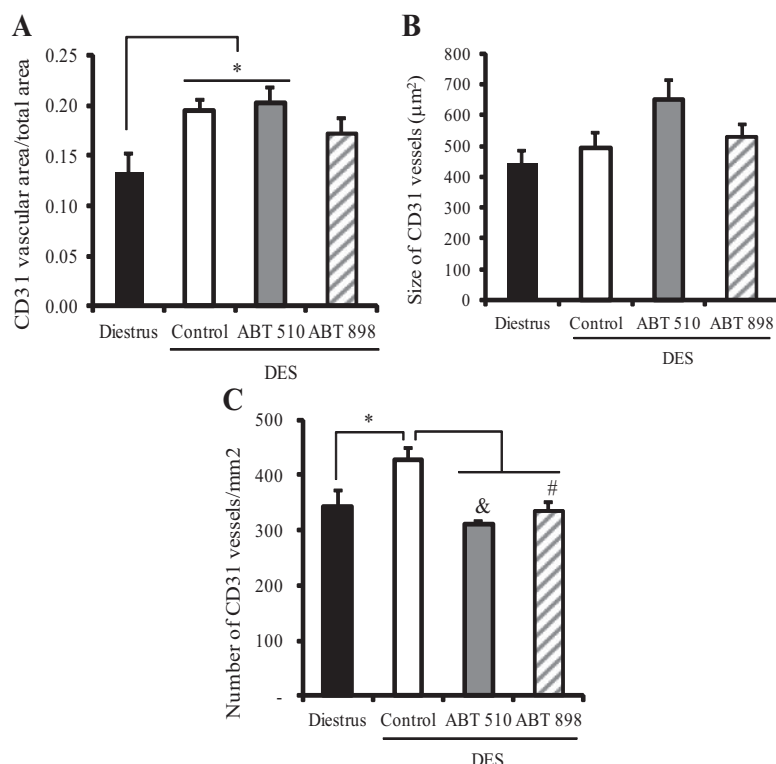 A
CD31 vascular area/total area
0.25
0.20
0.15
0.10
0.05
0.00
*
Diestrus Control ABT 510 ABT 898
DES
B
Size of CD31 vessels (µm²)
800
700
600
500
400
300
200
100
0
Diestrus Control ABT 510 ABT 898
DES
C
Number of CD31 vessels/mm2
500
400
300
200
100
-
*
&
#
Diestrus Control ABT 510 ABT 898
DES